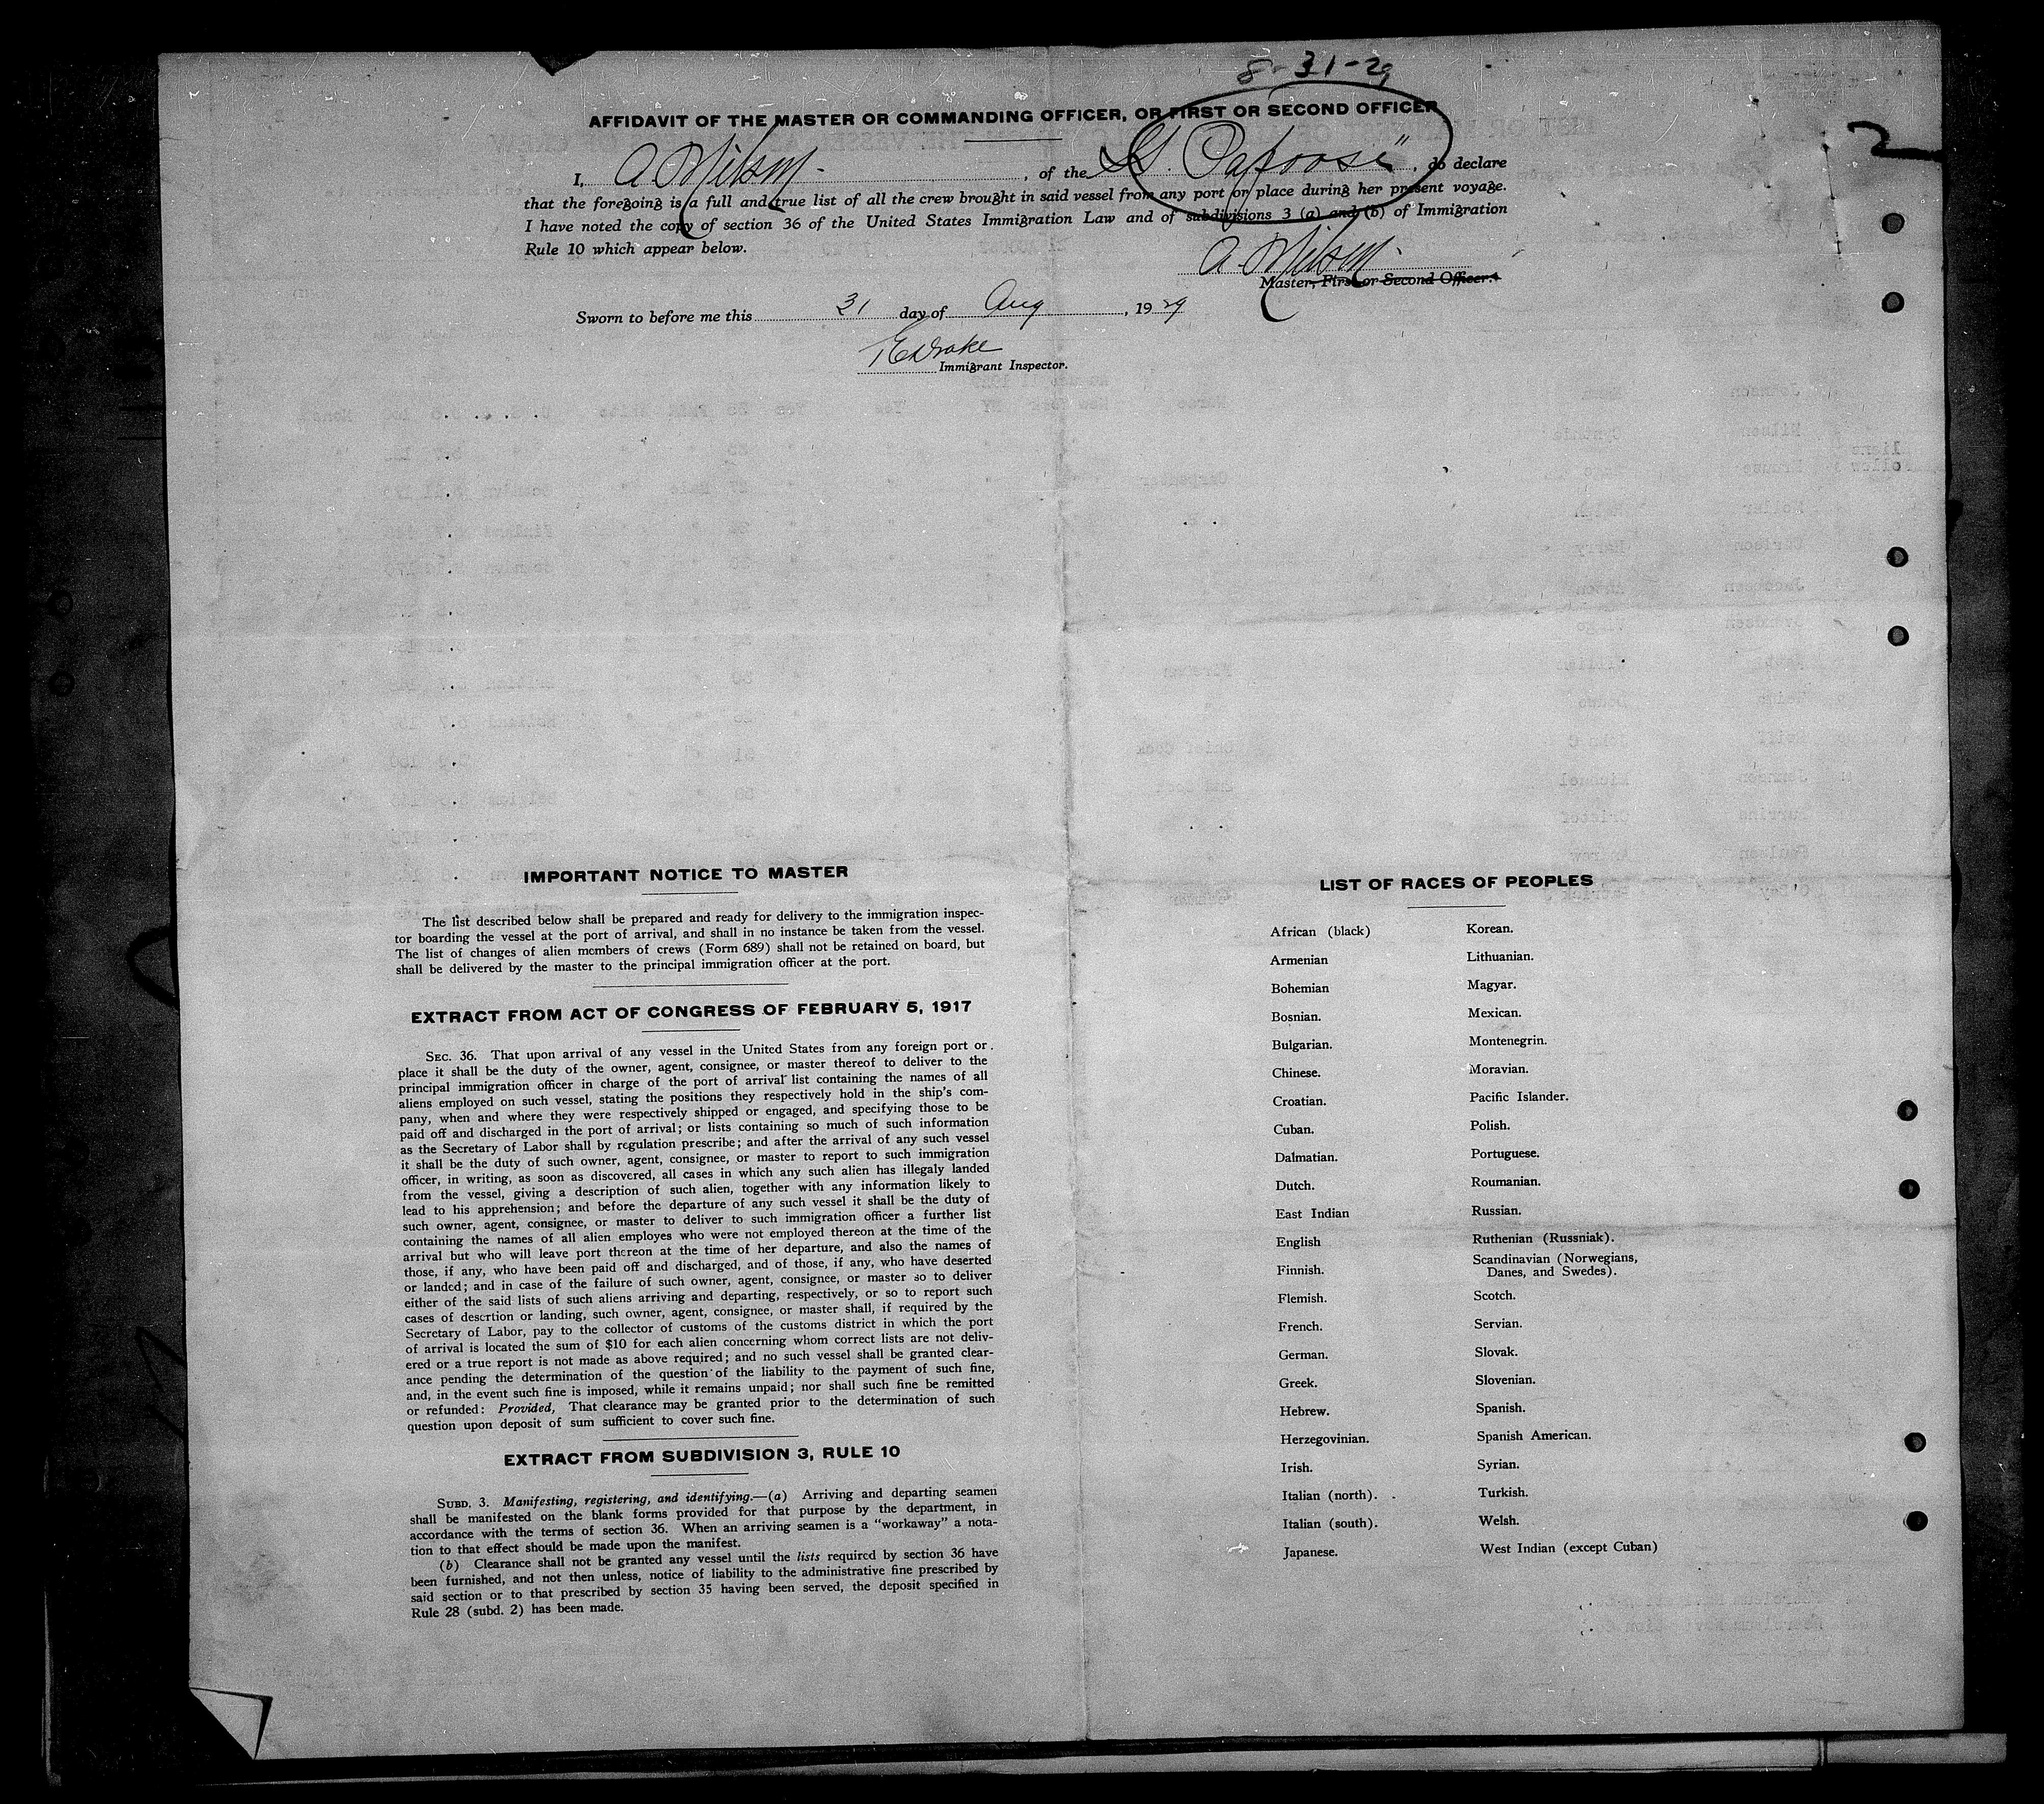 8-31-29
AFFIDAVIT OF THE MASTER OR COMMANDING OFFICER, OR FIRST OR SECOND OFFICER
2
I, A. Nilson, of the SS. Papoose", do declare
that the foregoing is a full and true list of all the crew brought in said vessel from any port or place during her present voyage.
I have noted the copy of section 36 of the United States Immigration Law and of subdivisions 3 (a) and (b) of Immigration
Rule 10 which appear below.
A. Nilson
Master, First or Second Officer.
Sworn to before me this 31 day of Aug, 1929
Drake
Immigrant Inspector.
IMPORTANT NOTICE TO MASTER
The list described below shall be prepared and ready for delivery to the immigration inspec-
tor boarding the vessel at the port of arrival, and shall in no instance be taken from the vessel.
The list of changes of alien members of crews (Form 689) shall not be retained on board, but
shall be delivered by the master to the principal immigration officer at the port.
EXTRACT FROM ACT OF CONGRESS OF FEBRUARY 5, 1917
SEC. 36. That upon arrival of any vessel in the United States from any foreign port or
place it shall be the duty of the owner, agent, consignee, or master thereof to deliver to the
principal immigration officer in charge of the port of arrival list containing the names of all
aliens employed on such vessel, stating the positions they respectively hold in the ship's com-
pany, when and where they were respectively shipped or engaged, and specifying those to be
paid off and discharged in the port of arrival; or lists containing so much of such information
as the Secretary of Labor shall by regulation prescribe; and after the arrival of any such vessel
it shall be the duty of such owner, agent, consignee, or master to report to such immigration
officer, in writing, as soon as discovered, all cases in which any such alien has illegaly landed
from the vessel, giving a description of such alien, together with any information likely to
lead to his apprehension; and before the departure of any such vessel it shall be the duty of
such owner, agent, consignee, or master to deliver to such immigration officer a further list
containing the names of all alien employes who were not employed thereon at the time of the
arrival but who will leave port thereon at the time of her departure, and also the names of
those, if any, who have been paid off and discharged, and of those, if any, who have deserted
or landed; and in case of the failure of such owner, agent, consignee, or master so to deliver
either of the said lists of such aliens arriving and departing, respectively, or so to report such
cases of desertion or landing, such owner, agent, consignee, or master shall, if required by the
Secretary of Labor, pay to the collector of customs of the customs district in which the port
of arrival is located the sum of $10 for each alien concerning whom correct lists are not deliv-
ered or a true report is not made as above required; and no such vessel shall be granted clear-
ance pending the determination of the question of the liability to the payment of such fine,
and, in the event such fine is imposed, while it remains unpaid; nor shall such fine be remitted
or refunded: Provided, That clearance may be granted prior to the determination of such
question upon deposit of sum sufficient to cover such fine.
EXTRACT FROM SUBDIVISION 3, RULE 10
SUBD. 3. Manifesting, registering, and identifying.—(a) Arriving and departing seamen
shall be manifested on the blank forms provided for that purpose by the department, in
accordance with the terms of section 36. When an arriving seamen is a "workaway" a nota-
tion to that effect should be made upon the manifest.
(b) Clearance shall not be granted any vessel until the lists required by section 36 have
been furnished, and not then unless, notice of liability to the administrative fine prescribed by
said section or to that prescribed by section 35 having been served, the deposit specified in
Rule 28 (subd. 2) has been made.
LIST OF RACES OF PEOPLES
African (black)
Armenian
Bohemian
Bosnian.
Bulgarian.
Chinese.
Croatian.
Cuban.
Dalmatian.
Dutch.
East Indian
English
Finnish.
Flemish.
French.
German.
Greek.
Hebrew.
Herzegovinian.
Irish.
Italian (north).
Italian (south).
Japanese.
Korean.
Lithuanian.
Magyar.
Mexican.
Montenegrin.
Moravian.
Pacific Islander.
Polish.
Portuguese.
Roumanian.
Russian.
Ruthenian (Russniak).
Scandinavian (Norwegians,
Danes, and Swedes).
Scotch.
Servian.
Slovak.
Slovenian.
Spanish.
Spanish American.
Syrian.
Turkish.
Welsh.
West Indian (except Cuban)